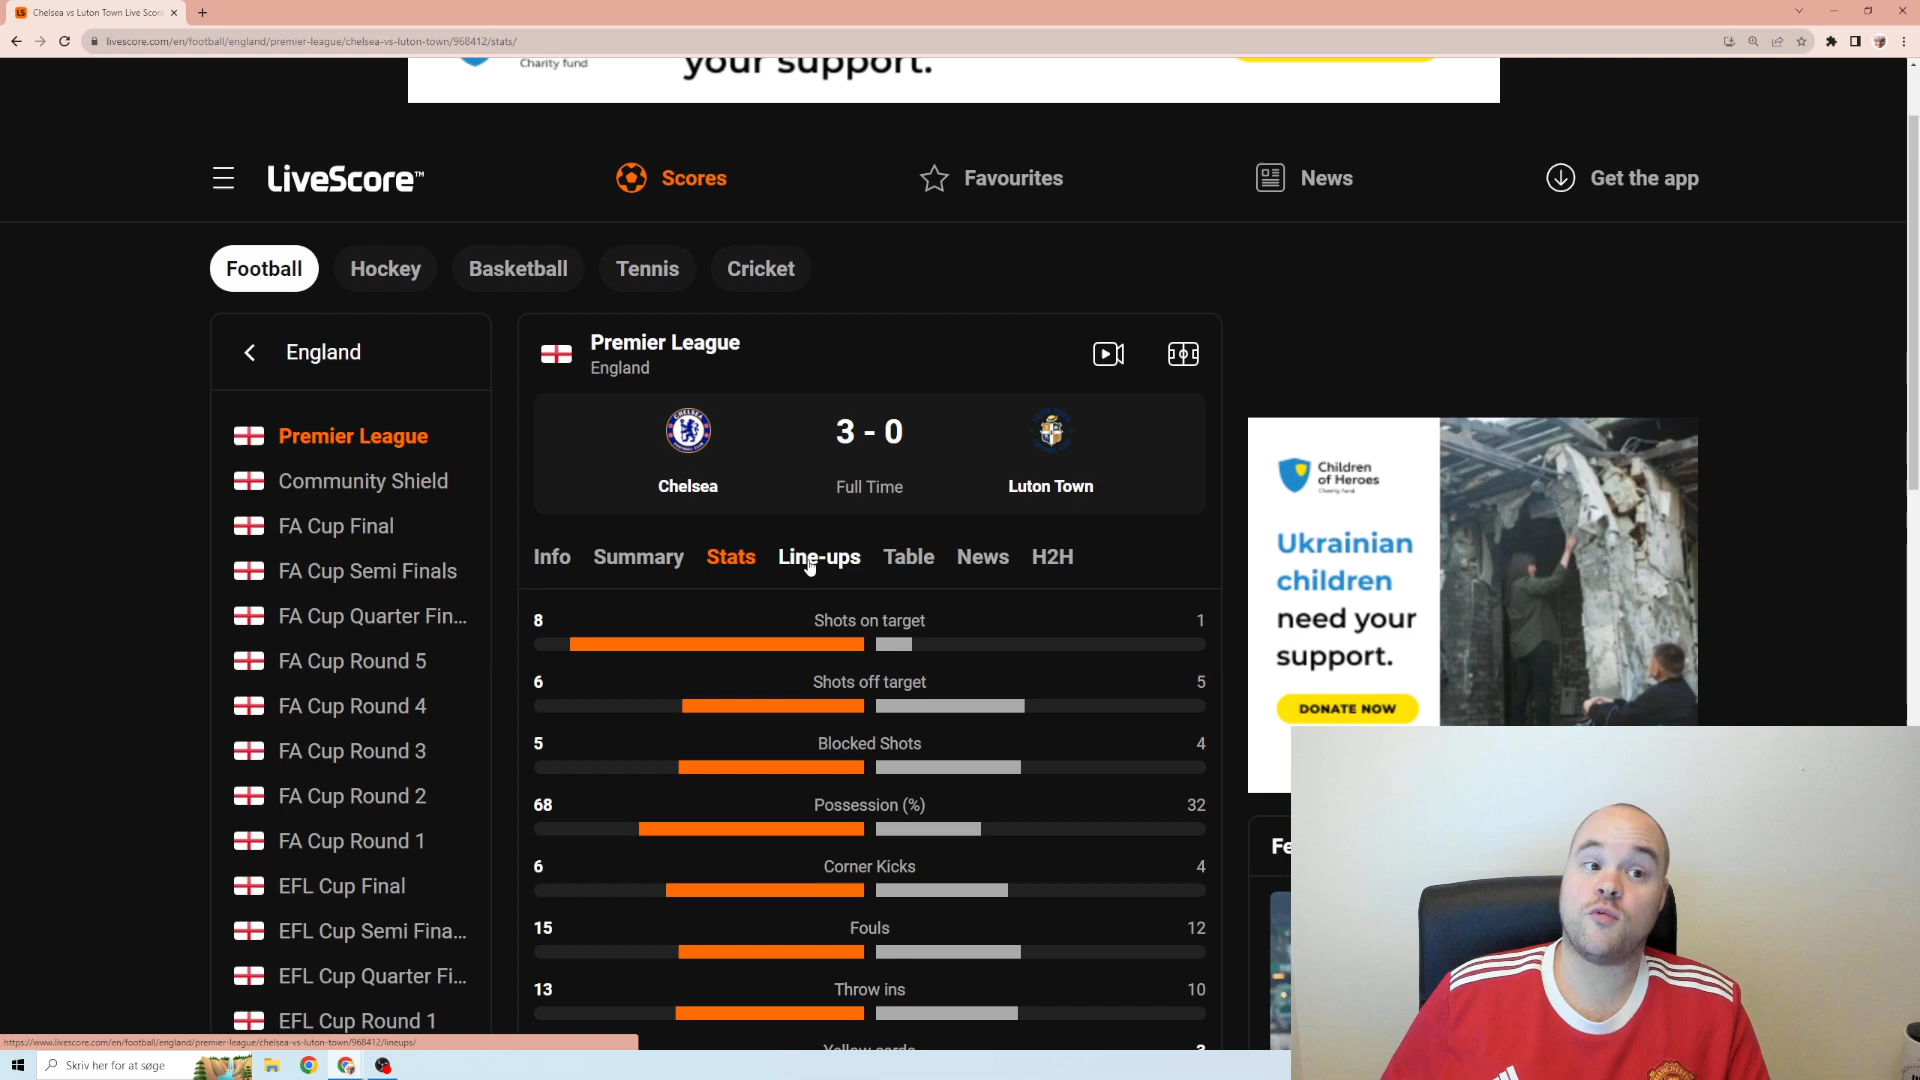 Chelsea vs Luton Town Live Scor
livescore.com/en/football/england/premier-league/chelsea-vs-luton-town/968412/stats/
Charity fund
your support.
LiveScore™
Scores
Favourites
News
Get the app
Football
Hockey
Basketball
Tennis
Cricket
England
Premier League
Community Shield
FA Cup Final
FA Cup Semi Finals
FA Cup Quarter Fin...
FA Cup Round 5
FA Cup Round 4
FA Cup Round 3
FA Cup Round 2
FA Cup Round 1
EFL Cup Final
EFL Cup Semi Fina...
EFL Cup Quarter Fi...
EFL Cup Round 1
Premier League
England
3 - 0
Chelsea
Full Time
Luton Town
Info Summary Stats Line-ups Table News H2H
8 Shots on target 1
6 Shots off target 5
5 Blocked Shots 4
68 Possession (%) 32
6 Corner Kicks 4
15 Fouls 12
13 Throw ins 10
Yellow cards 3
Children
of Heroes
Charity fund
Ukrainian
children
need your
support.
DONATE NOW
Fe
https://www.livescore.com/en/football/england/premier-league/chelsea-vs-luton-town/968412/lineups/
Skriv her for at søge